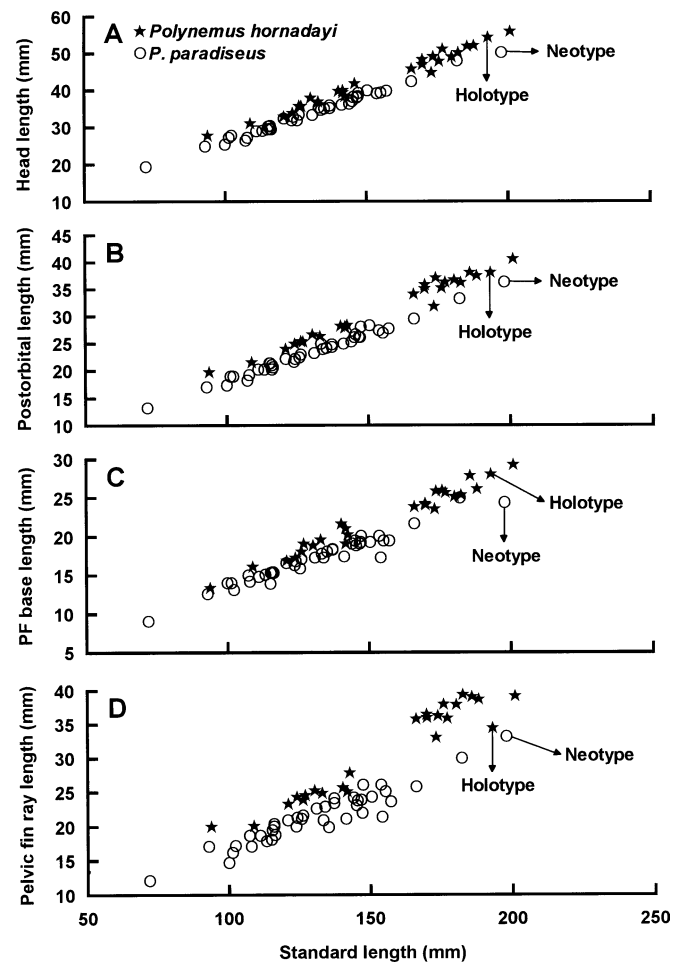 A
★ Polynemus hornadayi
○ P. paradiseus
Head length (mm)
60
50
40
30
20
10
Neotype
Holotype
B
Postorbital length (mm)
45
40
35
30
25
20
15
10
Neotype
Holotype
C
PF base length (mm)
30
25
20
15
10
5
Holotype
Neotype
D
Pelvic fin ray length (mm)
40
35
30
25
20
15
10
Neotype
Holotype
50 100 150 200 250
Standard length (mm)